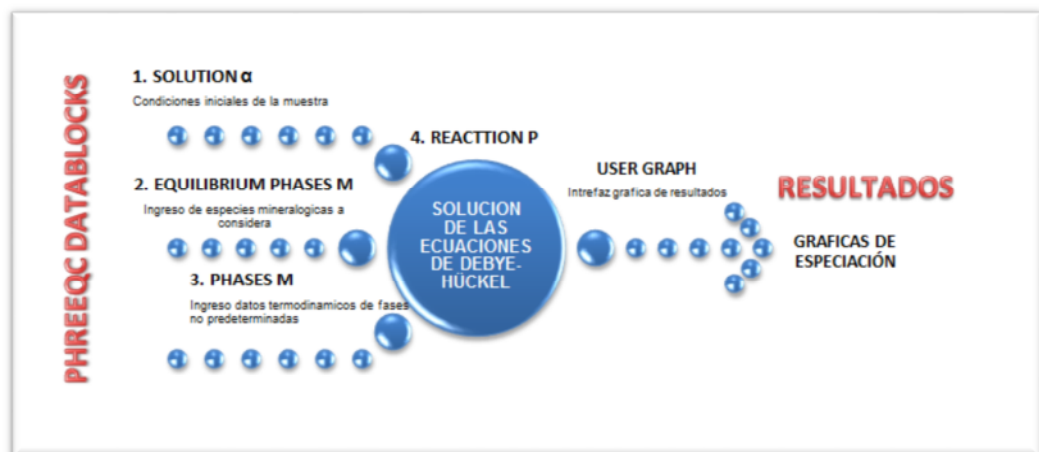 PHREEQC DATABLOCKS
1. SOLUTION α
Condiciones iniciales de la muestra
2. EQUILIBRIUM PHASES M
Ingreso de especies mineralogicas a
considera
3. PHASES M
Ingreso datos termodinamicos de fases
no predeterminadas
4. REACTTION P
SOLUCION
DE LAS
ECUACIONES
DE DEBYE-
HÜCKEL
USER GRAPH
Intrefaz grafica de resultados
RESULTADOS
GRAFICAS DE
ESPECIACIÓN